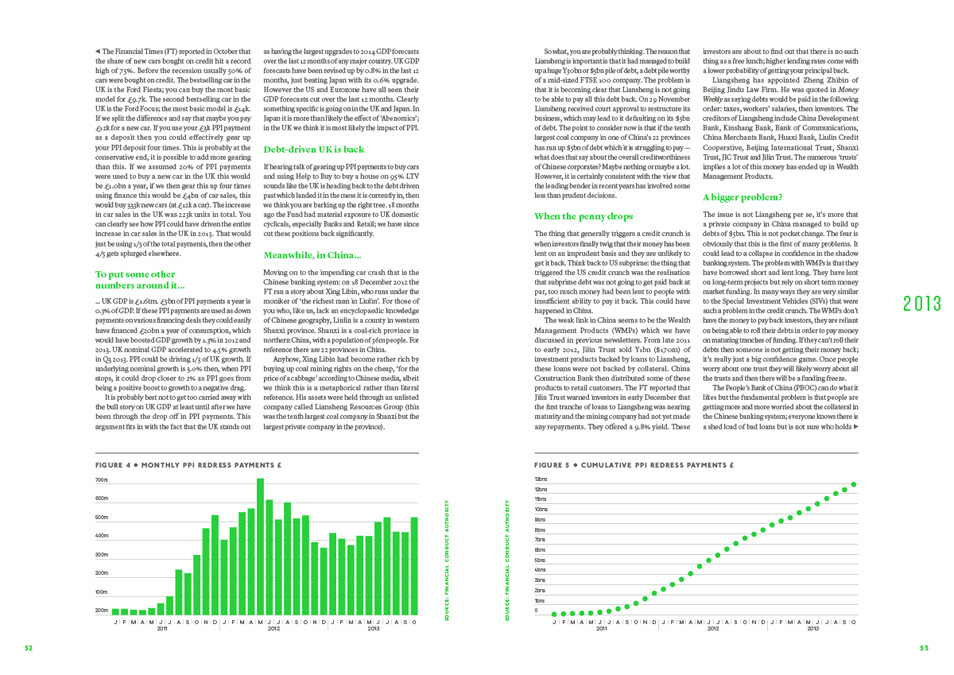 ◀ The Financial Times (FT) reported in October that
the share of new cars bought on credit hit a record
high of 75%. Before the recession usually 50% of
cars were bought on credit. The bestselling car in the
UK is the Ford Fiesta; you can buy the most basic
model for £9.7k. The second bestselling car in the
UK is the Ford Focus; the most basic model is £14k.
If we split the difference and say that maybe you pay
£12k for a new car. If you use your £3k PPI payment
as a deposit then you could effectively gear up
your PPI deposit four times. This is probably at the
conservative end, it is possible to add more gearing
than this. If we assumed 20% of PPI payments
were used to buy a new car in the UK this would
be £1.0bn a year, if we then gear this up four times
using finance this would be £4bn of car sales, this
would buy 333k new cars (at £12k a car). The increase
in car sales in the UK was 223k units in total. You
can clearly see how PPI could have driven the entire
increase in car sales in the UK in 2013. That would
just be using 1/5 of the total payments, then the other
4/5 gets splurged elsewhere.
To put some other
numbers around it...
... UK GDP is £1.6trn. £5bn of PPI payments a year is
0.3% of GDP. If these PPI payments are used as down
payments on various financing deals they could easily
have financed £20bn a year of consumption, which
would have boosted GDP growth by 1.3% in 2012 and
2013. UK nominal GDP accelerated to 4.5% growth
in Q3 2013. PPI could be driving 1/3 of UK growth. If
underlying nominal growth is 3.0% then, when PPI
stops, it could drop closer to 2% as PPI goes from
being a positive boost to growth to a negative drag.
It is probably best not to get too carried away with
the bull story on UK GDP at least until after we have
been through the drop off in PPI payments. This
argument fits in with the fact that the UK stands out
as having the largest upgrades to 2014 GDP forecasts
over the last 12 months of any major country. UK GDP
forecasts have been revised up by 0.8% in the last 12
months, just beating Japan with its 0.6% upgrade.
However the US and Eurozone have all seen their
GDP forecasts cut over the last 12 months. Clearly
something specific is going on in the UK and Japan. In
Japan it is more than likely the effect of 'Abenomics';
in the UK we think it is most likely the impact of PPI.
Debt-driven UK is back
If hearing talk of gearing up PPI payments to buy cars
and using Help to Buy to buy a house on 95% LTV
sounds like the UK is heading back to the debt driven
past which landed it in the mess it is currently in, then
we think you are barking up the right tree. 18 months
ago the Fund had material exposure to UK domestic
cyclicals, especially Banks and Retail; we have since
cut these positions back significantly.
Meanwhile, in China...
Moving on to the impending car crash that is the
Chinese banking system: on 18 December 2012 the
FT ran a story about Xing Libin, who runs under the
moniker of 'the richest man in Liulin'. For those of
you who, like us, lack an encyclopaedic knowledge
of Chinese geography, Liulin is a county in western
Shanxi province. Shanxi is a coal-rich province in
northern China, with a population of 36m people. For
reference there are 22 provinces in China.
Anyhow, Xing Libin had become rather rich by
buying up coal mining rights on the cheap, 'for the
price of a cabbage' according to Chinese media, albeit
we think this is a metaphorical rather than literal
reference. His assets were held through an unlisted
company called Liansheng Resources Group (this
was the tenth largest coal company in Shanxi but the
largest private company in the province).
So what, you are probably thinking. The reason that
Liansheng is important is that it had managed to build
up a huge Y30bn or $5bn pile of debt, a debt pile worthy
of a mid-sized FTSE 100 company. The problem is
that it is becoming clear that Liansheng is not going
to be able to pay all this debt back. On 29 November
Liansheng received court approval to restructure its
business, which may lead to it defaulting on its $5bn
of debt. The point to consider now is that if the tenth
largest coal company in one of China's 22 provinces
has run up $5bn of debt which it is struggling to pay —
what does that say about the overall creditworthiness
of Chinese corporates? Maybe nothing or maybe a lot.
However, it is certainly consistent with the view that
the lending bender in recent years has involved some
less than prudent decisions.
When the penny drops
The thing that generally triggers a credit crunch is
when investors finally twig that their money has been
lent on an imprudent basis and they are unlikely to
get it back. Think back to US subprime: the thing that
triggered the US credit crunch was the realisation
that subprime debt was not going to get paid back at
par, too much money had been lent to people with
insufficient ability to pay it back. This could have
happened in China.
The weak link in China seems to be the Wealth
Management Products (WMPs) which we have
discussed in previous newsletters. From late 2011
to early 2012, Jilin Trust sold Y1bn ($170m) of
investment products backed by loans to Liansheng,
these loans were not backed by collateral. China
Construction Bank then distributed some of these
products to retail customers. The FT reported that
Jilin Trust warned investors in early December that
the first tranche of loans to Liangsheng was nearing
maturity and the mining company had not yet made
any repayments. They offered a 9.8% yield. These
investors are about to find out that there is no such
thing as a free lunch; higher lending rates come with
a lower probability of getting your principal back.
Liangsheng has appointed Zheng Zhibin of
Beijing Jindu Law Firm. He was quoted in Money
Weekly as saying debts would be paid in the following
order: taxes, workers' salaries, then investors. The
creditors of Liangsheng include China Development
Bank, Kinshang Bank, Bank of Communications,
China Merchants Bank, Huaxi Bank, Liulin Credit
Cooperative, Beijing International Trust, Shanxi
Trust, JIC Trust and Jilin Trust. The numerous 'trusts'
implies a lot of this money has ended up in Wealth
Management Products.
A bigger problem?
The issue is not Liangsheng per se, it's more that
a private company in China managed to build up
debts of $5bn. This is not pocket change. The fear is
obviously that this is the first of many problems. It
could lead to a collapse in confidence in the shadow
banking system. The problem with WMPs is that they
have borrowed short and lent long. They have lent
on long-term projects but rely on short term money
market funding. In many ways they are very similar
to the Special Investment Vehicles (SIVs) that were
such a problem in the credit crunch. The WMPs don't
have the money to pay back investors, they are reliant
on being able to roll their debts in order to pay money
on maturing tranches of funding. If they can't roll their
debts then someone is not getting their money back;
it's really just a big confidence game. Once people
worry about one trust they will likely worry about all
the trusts and then there will be a funding freeze.
The People's Bank of China (PBOC) can do what it
likes but the fundamental problem is that people are
getting more and more worried about the collateral in
the Chinese banking system; everyone knows there is
a shed load of bad loans but is not sure who holds ▶
2013
FIGURE 4 ● MONTHLY PPI REDRESS PAYMENTS £
700m
600m
500m
400m
300m
200m
100m
200m
J F M A M J J A S O N D J F M A M J J A S O N D J F M A M J J A S O
2011 2012 2013
SOURCE: FINANCIAL CONDUCT AUTHORITY
FIGURE 5 ● CUMULATIVE PPI REDRESS PAYMENTS £
13bns
12bns
11bns
10bns
9bns
8bns
7bns
6bns
5bns
4bns
3bns
2bns
1bns
0
J F M A M J J A S O N D J F M A M J J A S O N D J F M A M J J A S O
2011 2012 2013
SOURCE: FINANCIAL CONDUCT AUTHORITY
52
53